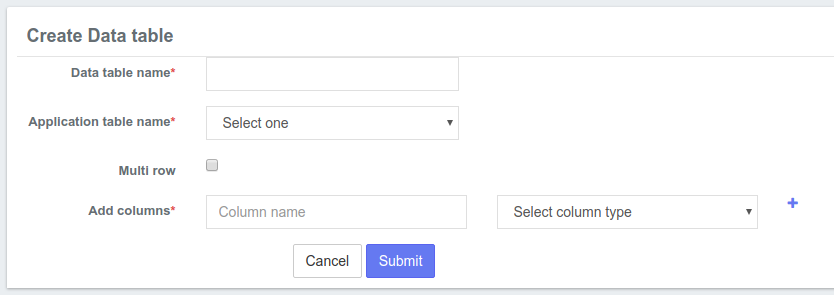 Create Data table
Data table name*
Application table name* Select one
Multi row
Add columns* Column name Select column type +
Cancel Submit